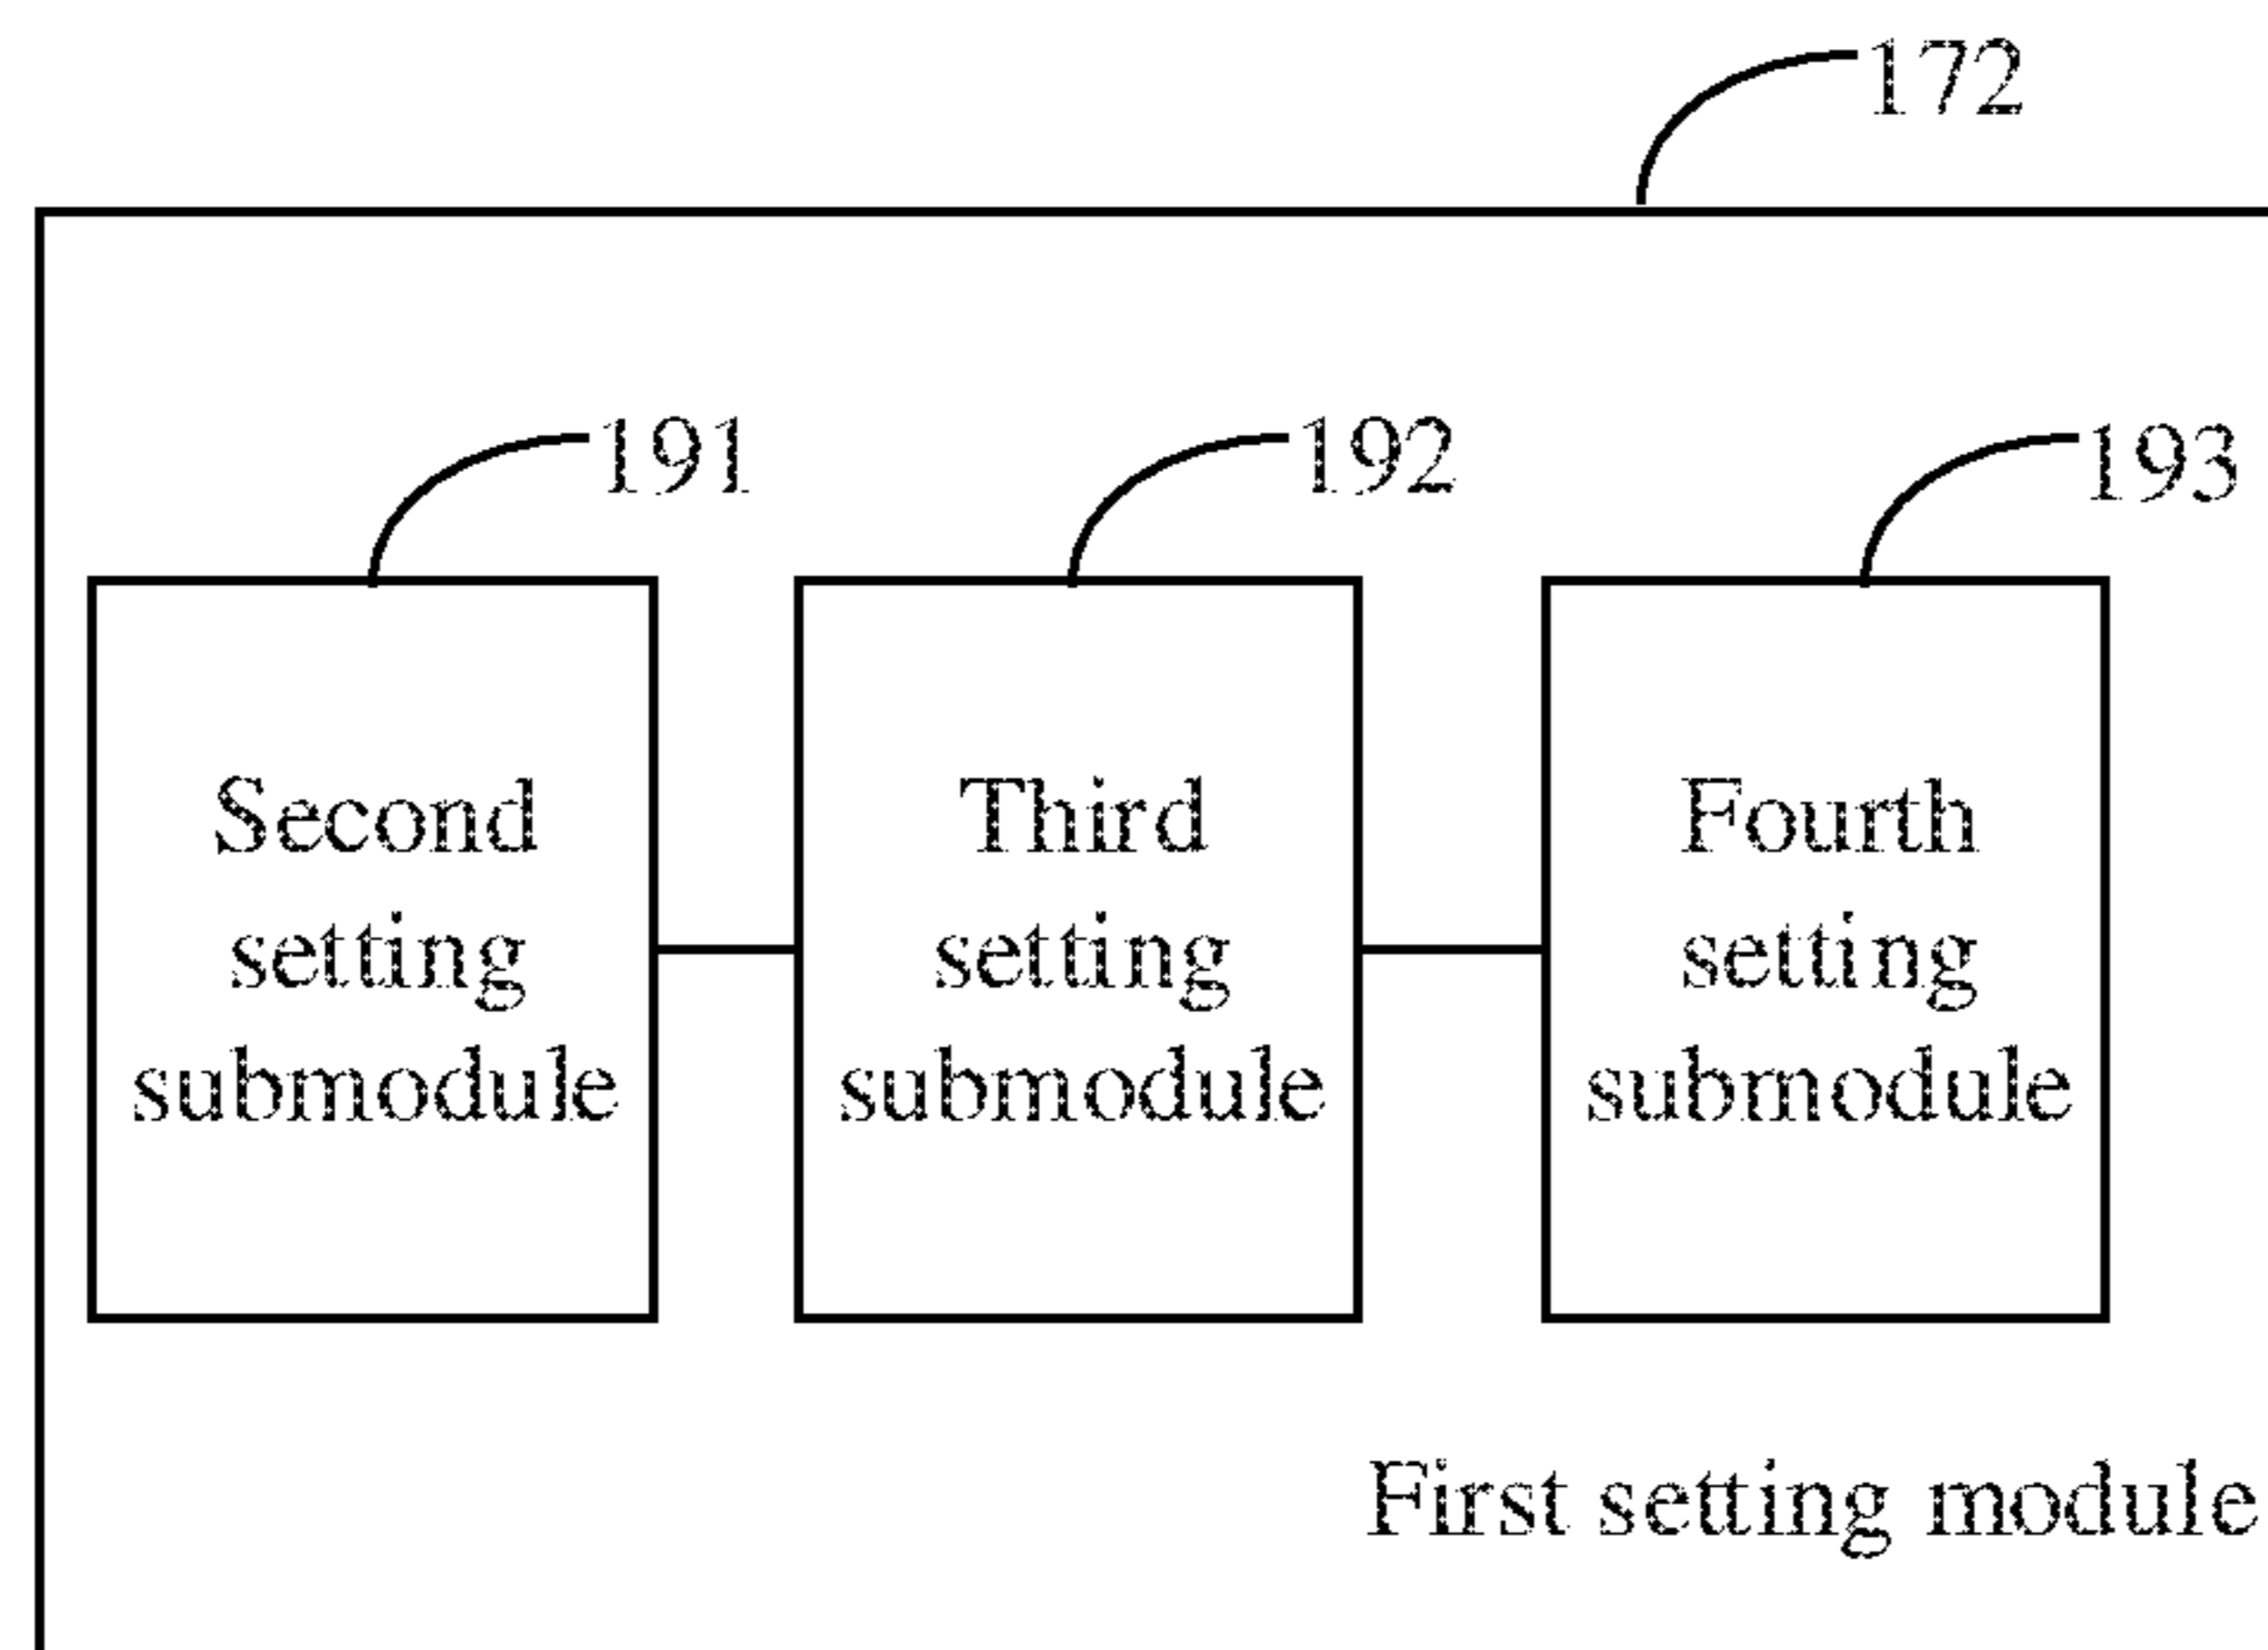 172
191
192
193
Second
setting
submodule
Third
setting
submodule
Fourth
setting
submodule
First setting module